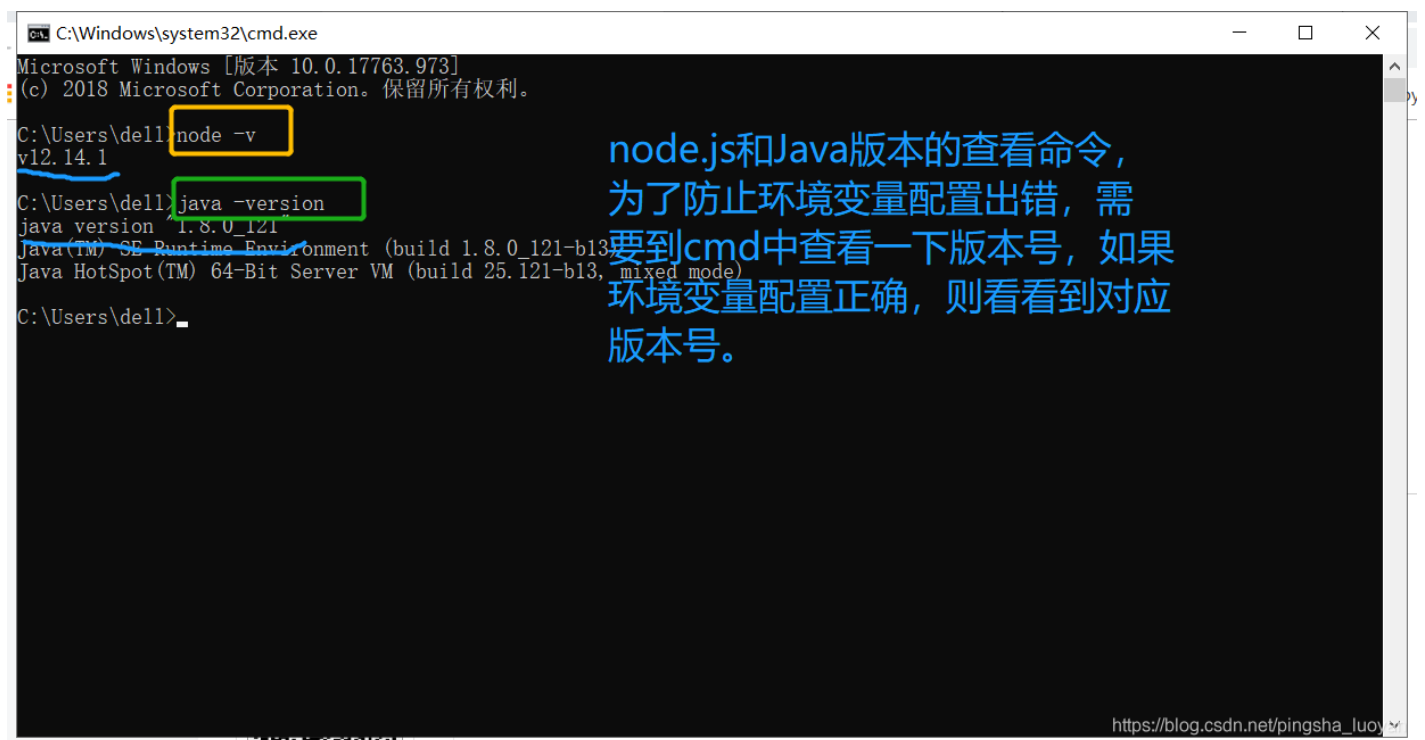 C:\Windows\system32\cmd.exe
Microsoft Windows [版本 10.0.17763.973]
(c) 2018 Microsoft Corporation。保留所有权利。
C:\Users\dell>node -v
v12.14.1
C:\Users\dell>java -version
java version "1.8.0_121"
Java(TM) SE Runtime Environment (build 1.8.0_121-b13)
Java HotSpot(TM) 64-Bit Server VM (build 25.121-b13, mixed mode)
C:\Users\dell>
node.js和Java版本的查看命令，
为了防止环境变量配置出错，需
要到cmd中查看一下版本号，如果
环境变量配置正确，则看看到对应
版本号。
https://blog.csdn.net/pingsha_luoyan